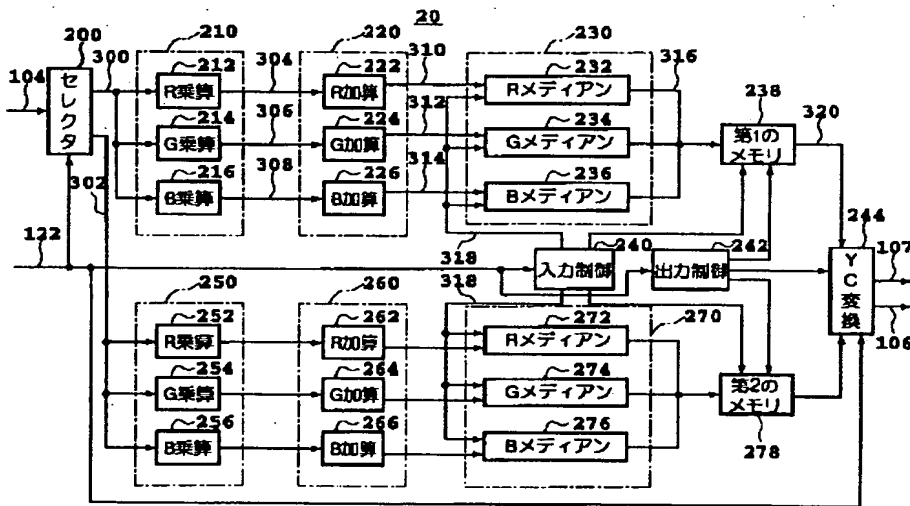 20
200
210
220
230
300
212
304
222
310
232
316
104
セレクタ
R乗算
R加算
Rメディアン
238
320
214
306
224
312
234
G乗算
G加算
Gメディアン
第1の
メモリ
216
308
226
314
236
302
B乗算
B加算
Bメディアン
244
107
122
318
240
242
入力制御
出力制御
YC変換
106
250
260
318
270
252
262
272
R乗算
R加算
Rメディアン
254
264
274
G乗算
G加算
Gメディアン
第2の
メモリ
256
266
276
278
B乗算
B加算
Bメディアン